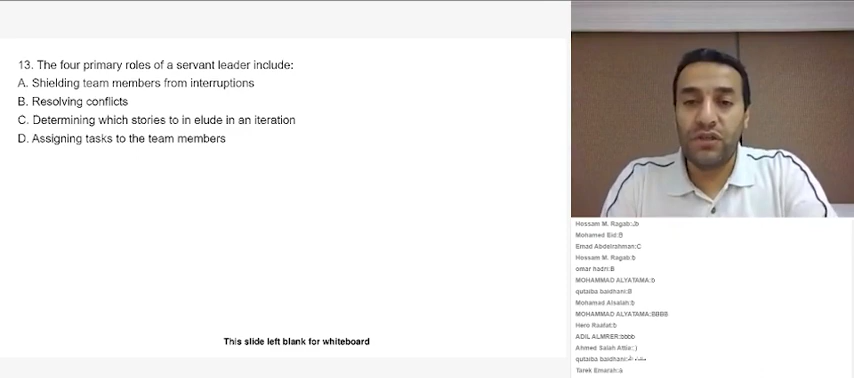 13. The four primary roles of a servant leader include:
A. Shielding team members from interruptions
B. Resolving conflicts
C. Determining which stories to in elude in an iteration
D. Assigning tasks to the team members
This slide left blank for whiteboard
Hossam M. Ragab:.b
Mohamed Eid:B
Emad Abdelrahman:C
Hossam M. Ragab:b
omar hadri:B
MOHAMMAD ALYATAMA:b
qutaiba baidhani:B
Mohamad Alsalah:b
MOHAMMAD ALYATAMA:BBBB
Hero Raafat:b
ADIL ALMRER:bbbb
Ahmed Salah Attia::)
qutaiba baidhani:
Tarek Emarah:a